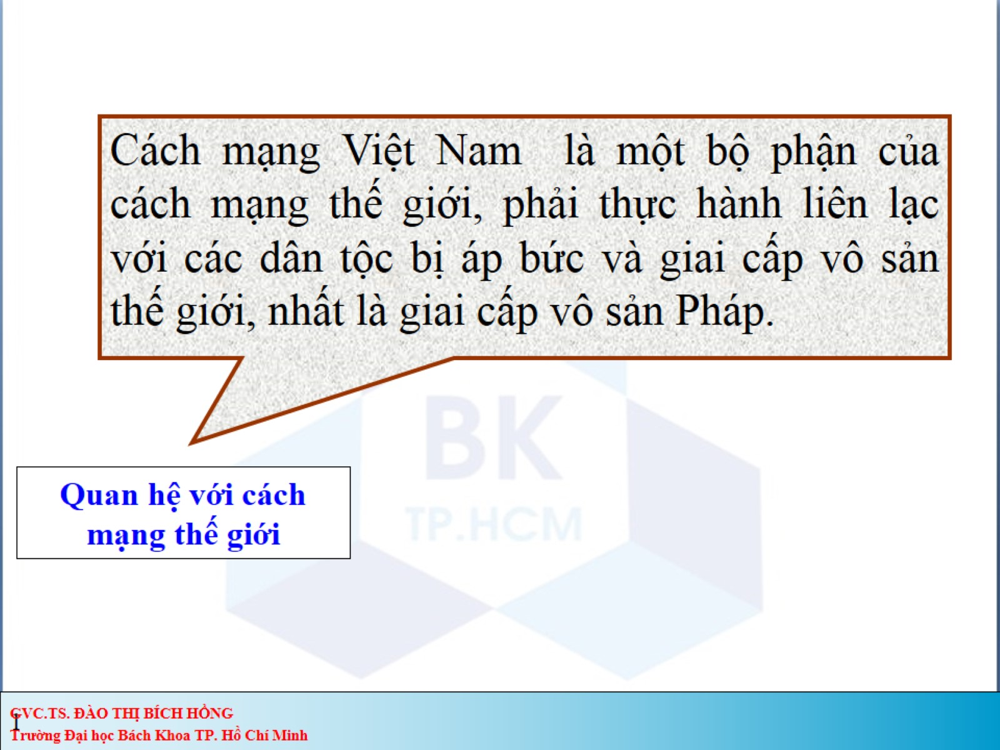 Cách mạng Việt Nam là một bộ phận của
cách mạng thế giới, phải thực hành liên lạc
với các dân tộc bị áp bức và giai cấp vô sản
thế giới, nhất là giai cấp vô sản Pháp.
BK
TP.HCM
Quan hệ với cách
mạng thế giới
GVC.TS. ĐÀO THỊ BÍCH HỒNG
1
Trường Đại học Bách Khoa TP. Hồ Chí Minh